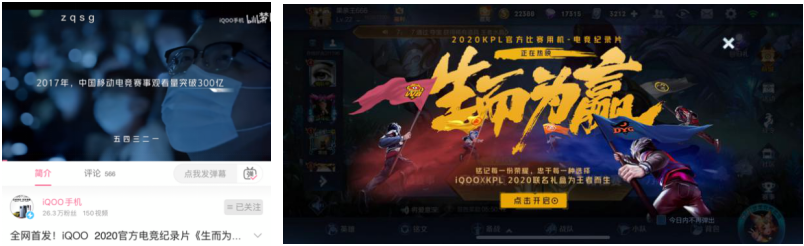 zqsg
iQOO手机
2017年，中国移动电竞赛事观看量突破300亿
五四三二一
简介
评论 566
点我发弹幕
弹
iQOO手机
26.3万粉丝 150视频
已关注
全网首发！iQOO 2020官方电竞纪录片《生而为...
22500
17315
3212
2020KPL官方比赛用机·电竞纪录片
正在热映
生而为赢
DYG
铭记每一份荣耀，忠于每一种选择
iQOOXKPL 2020联名礼盒为王者而生
点击开启
今日内不再弹出